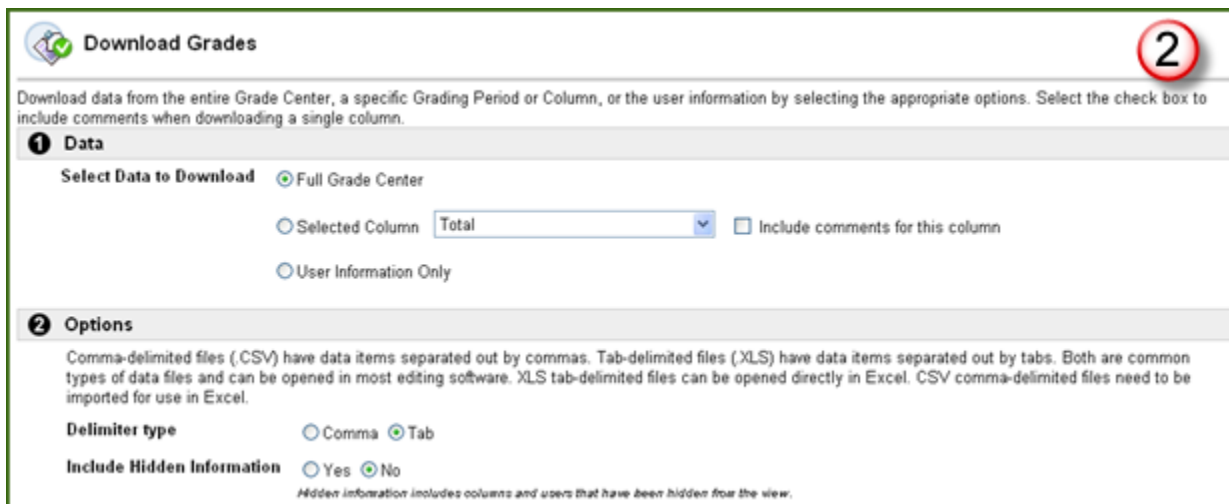 Download Grades
2
Download data from the entire Grade Center, a specific Grading Period or Column, or the user information by selecting the appropriate options. Select the check box to
include comments when downloading a single column.
1 Data
Select Data to Download Full Grade Center
Selected Column Total Include comments for this column
User Information Only
2 Options
Comma-delimited files (.CSV) have data items separated out by commas. Tab-delimited files (.XLS) have data items separated out by tabs. Both are common
types of data files and can be opened in most editing software. XLS tab-delimited files can be opened directly in Excel. CSV comma-delimited files need to be
imported for use in Excel.
Delimiter type Comma Tab
Include Hidden Information Yes No
Hidden information includes columns and users that have been hidden from the view.